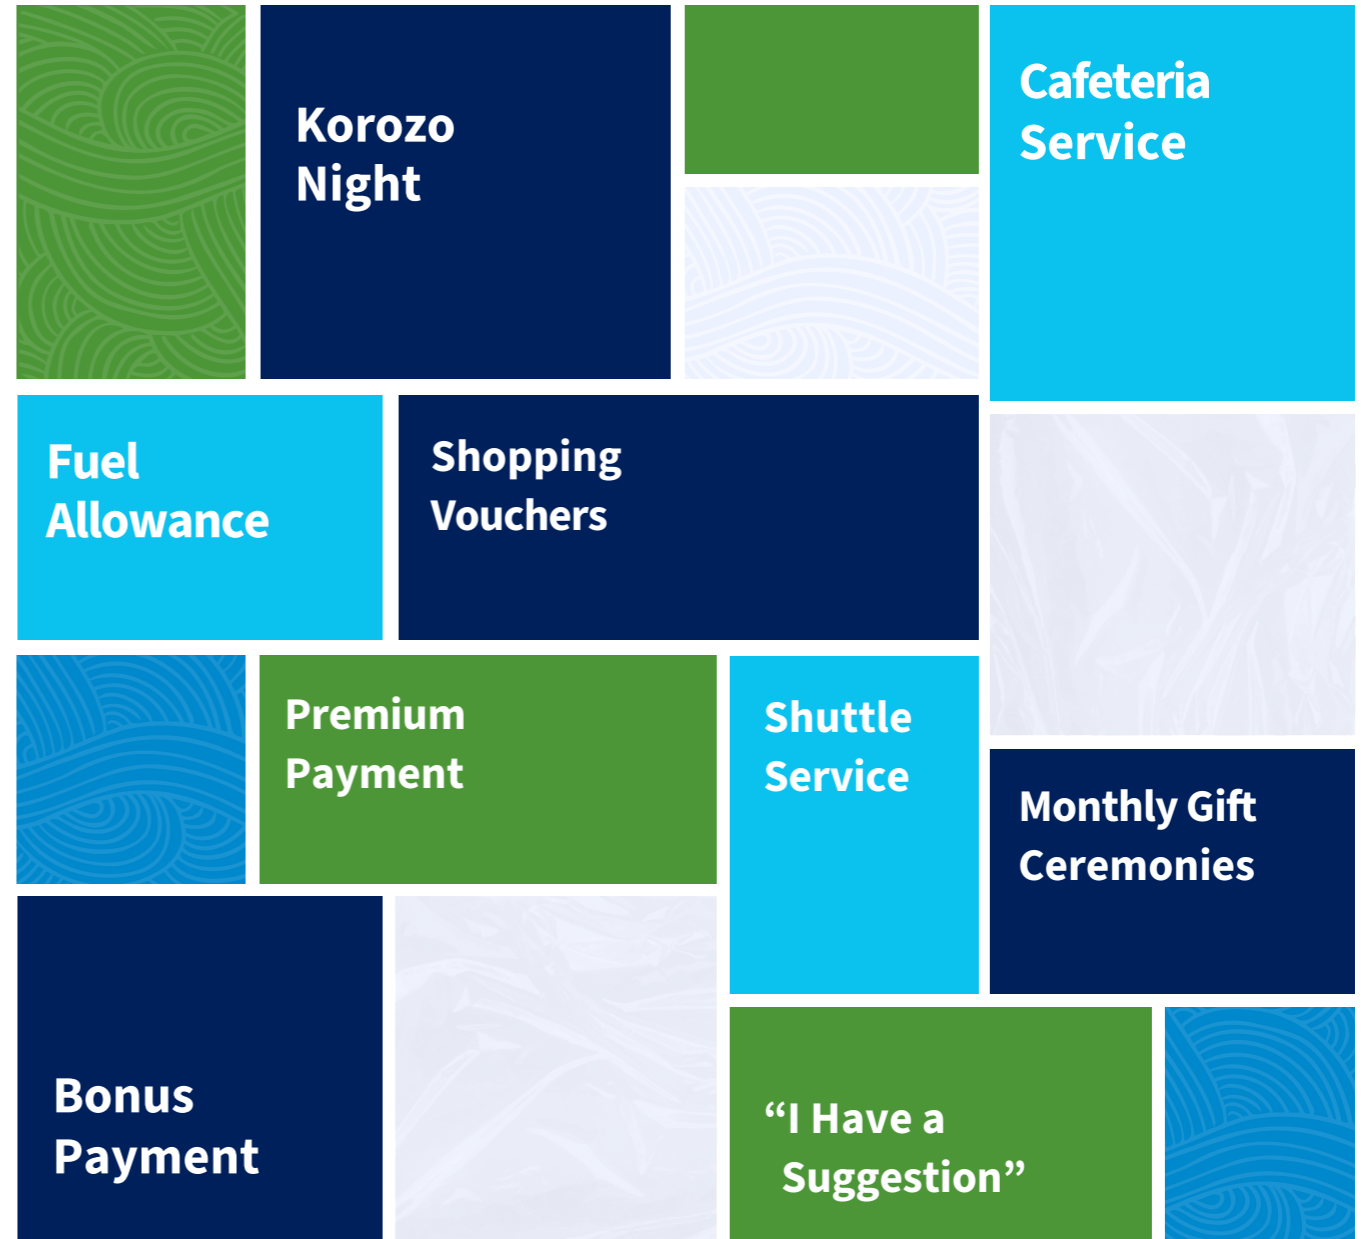 Korozo
Night
Cafeteria
Service
Fuel
Allowance
Shopping
Vouchers
Premium
Payment
Shuttle
Service
Monthly Gift
Ceremonies
Bonus
Payment
“I Have a
Suggestion”